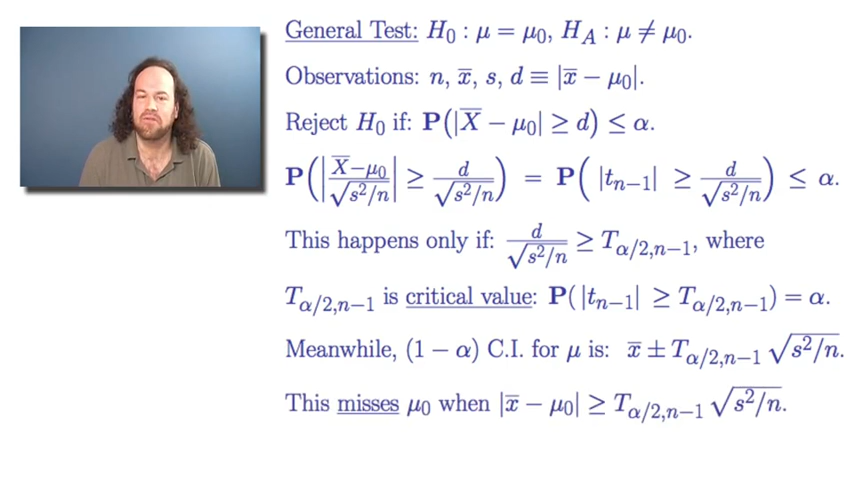 General Test: H₀ : μ = μ₀, H_A : μ ≠ μ₀.
Observations: n, x̅, s, d ≡ |x̅ − μ₀|.
Reject H₀ if: P(|X̅ − μ₀| ≥ d) ≤ α.
P(|(X̅−μ₀)/√(s²/n)| ≥ d/√(s²/n)) = P( |t_{n−1}| ≥ d/√(s²/n)) ≤ α.
This happens only if: d/√(s²/n) ≥ T_{α/2,n−1}, where
T_{α/2,n−1} is critical value: P( |t_{n−1}| ≥ T_{α/2,n−1}) = α.
Meanwhile, (1 − α) C.I. for μ is: x̅ ± T_{α/2,n−1} √(s²/n).
This misses μ₀ when |x̅ − μ₀| ≥ T_{α/2,n−1} √(s²/n).